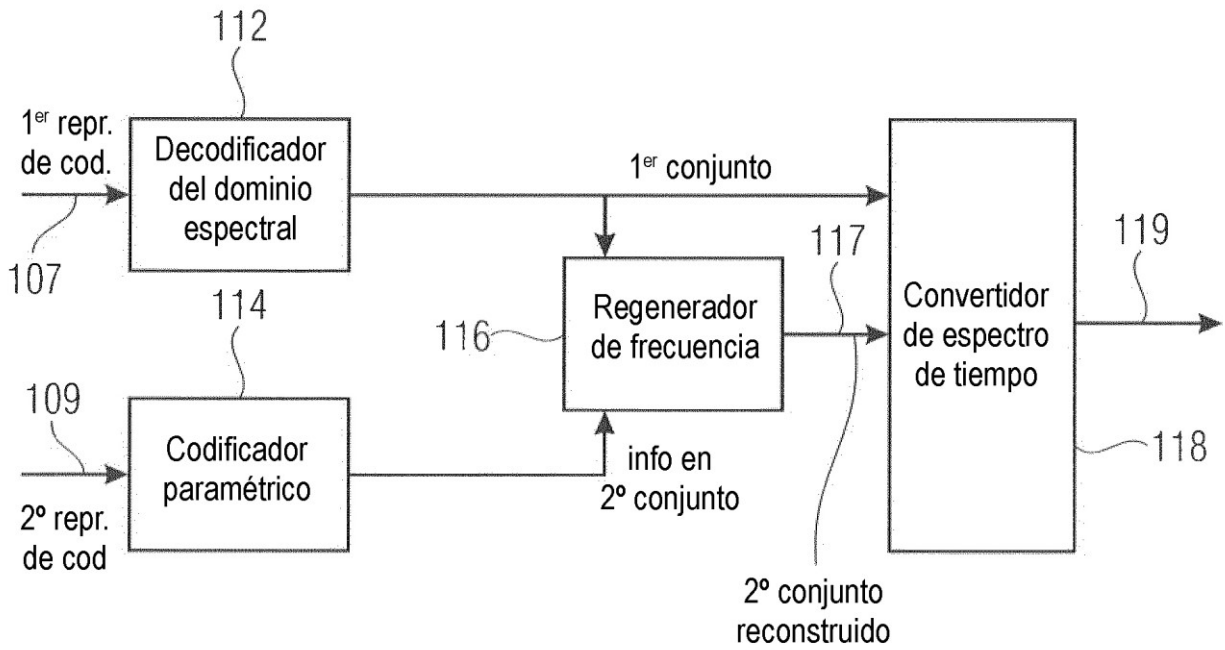 112
1er repr.
de cod.
Decodificador
del dominio
espectral
1er conjunto
107
114
116
Regenerador
de frecuencia
117
Convertidor
de espectro
de tiempo
119
109
Codificador
paramétrico
info en
2º conjunto
118
2º repr.
de cod
2º conjunto
reconstruido